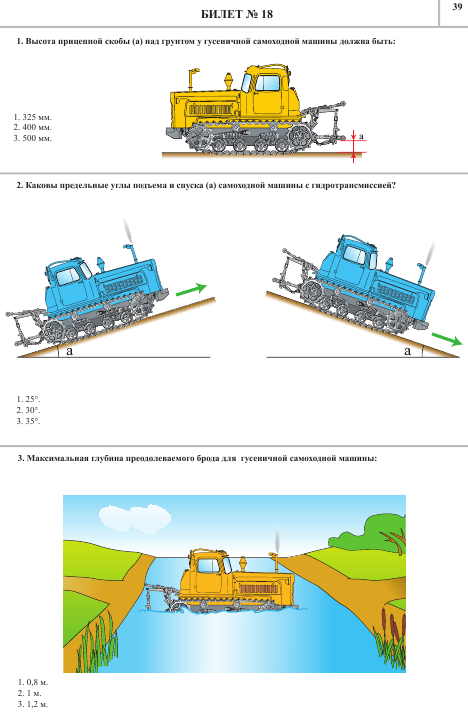 39
БИЛЕТ № 18
1. Высота прицепной скобы (а) над грунтом у гусеничной самоходной машины должна быть:
1. 325 мм.
2. 400 мм.
3. 500 мм.
а
2. Каковы предельные углы подъема и спуска (а) самоходной машины с гидротрансмиссией?
а
а
1. 25°.
2. 30°.
3. 35°.
3. Максимальная глубина преодолеваемого брода для гусеничной самоходной машины:
1. 0,8 м.
2. 1 м.
3. 1,2 м.